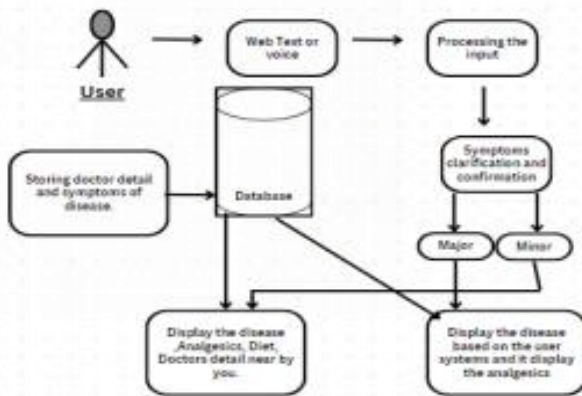 Web Text or
voice
Processing the
input
User
Symptoms
clarification and
confirmation
Storing doctor detail
and symptoms of
disease.
Database
Major
Minor
Display the disease
,Analgesics, Diet,
Doctors detail near by
you.
Display the disease
based on the user
systems and it display
the analgesics